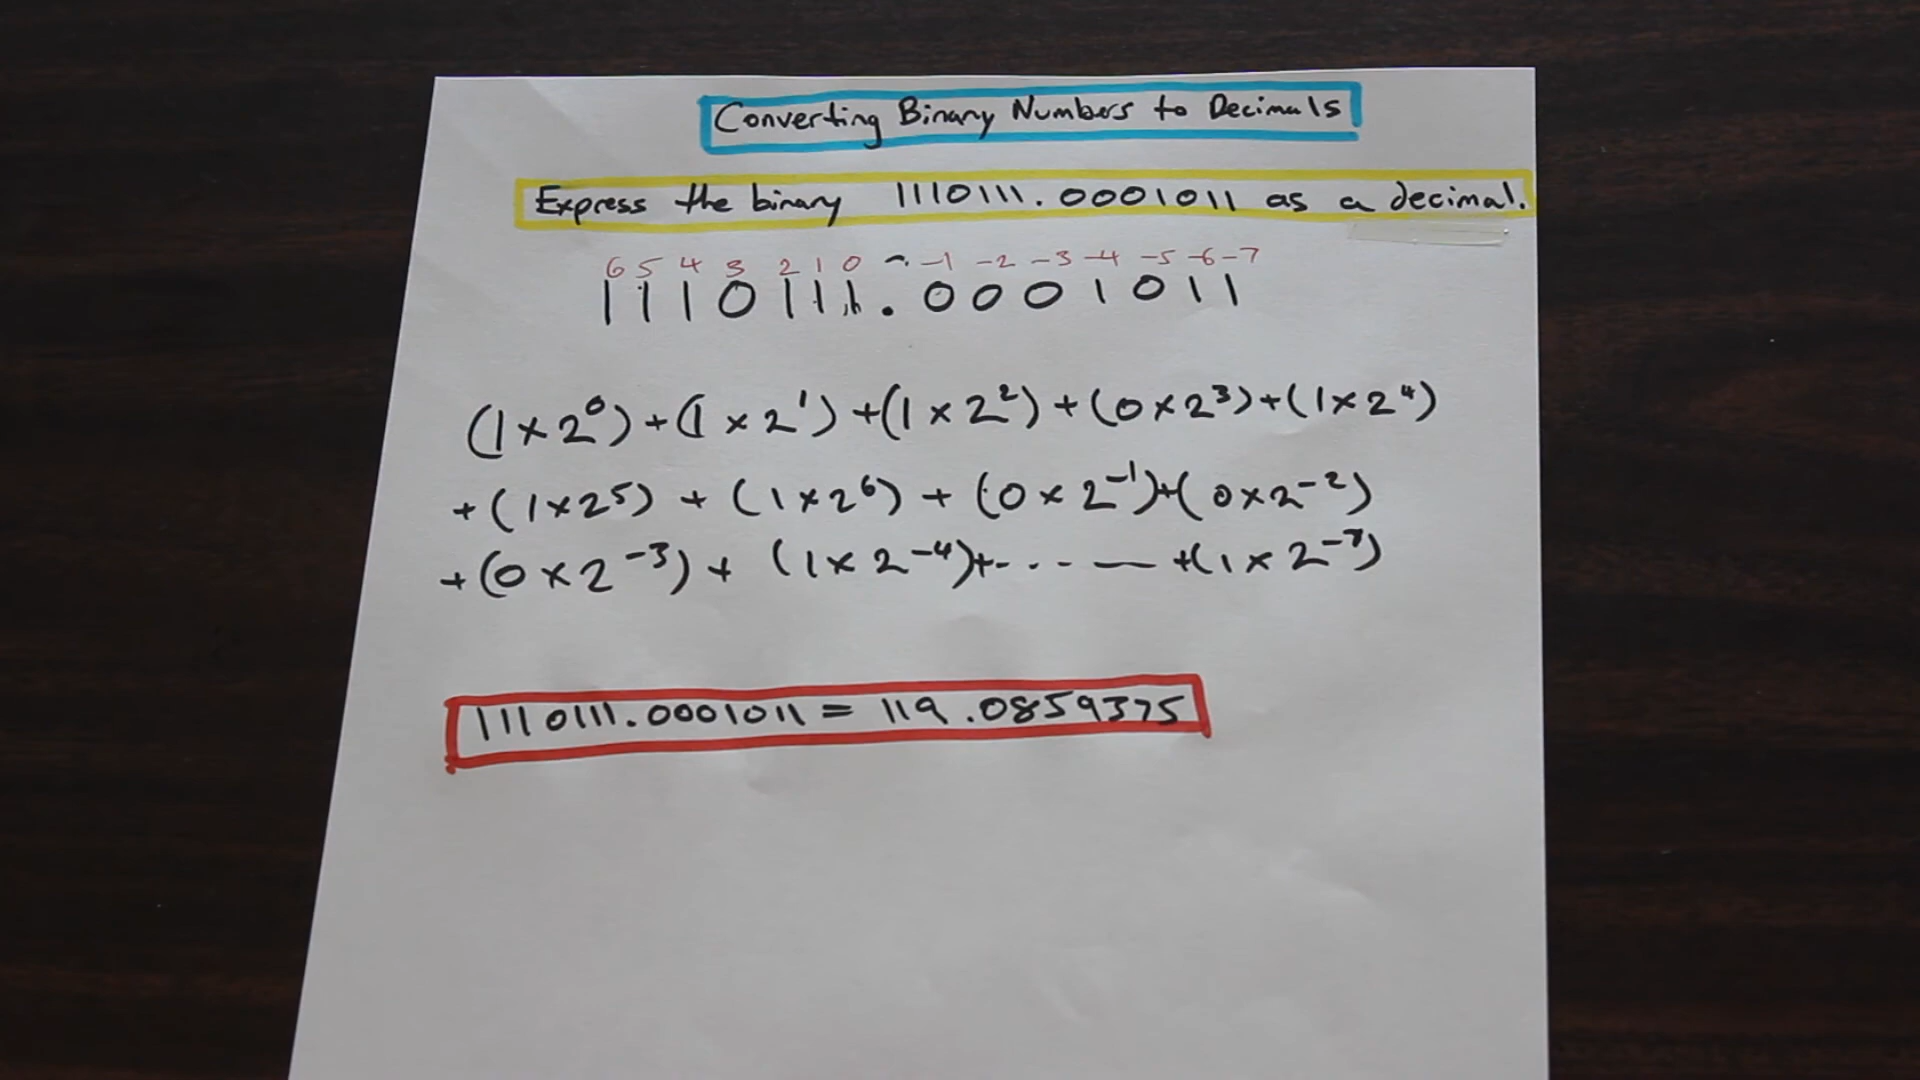 Converting Binary Numbers to Decimals
Express the binary 1110111.0001011 as a decimal.
6 5 4 3 2 1 0 -1 -2 -3 -4 -5 -6 -7
1110111.0001011
(1×2⁰)+(1×2¹)+(1×2²)+(0×2³)+(1×2⁴)
+(1×2⁵)+(1×2⁶)+(0×2⁻¹)+(0×2⁻²)
+(0×2⁻³)+(1×2⁻⁴)+...—+(1×2⁻⁷)
1110111.0001011=119.0859375